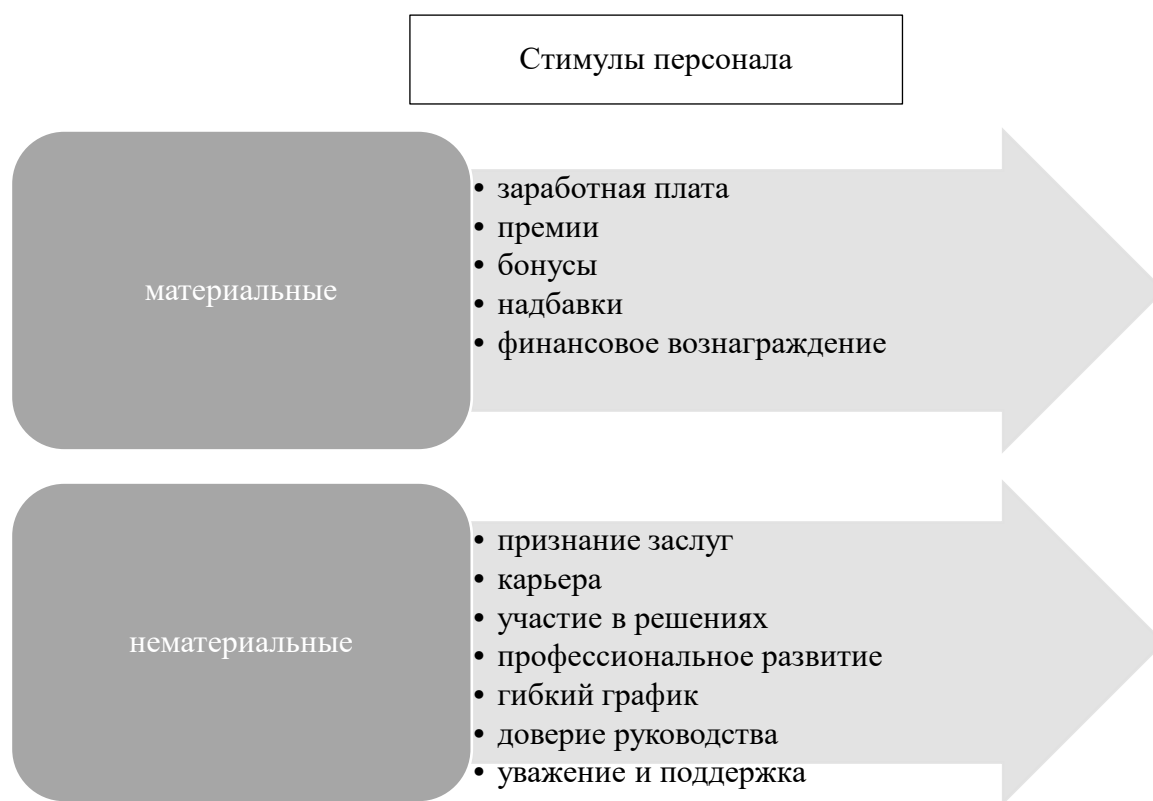 Стимулы персонала
материальные
• заработная плата
• премии
• бонусы
• надбавки
• финансовое вознаграждение
нематериальные
• признание заслуг
• карьера
• участие в решениях
• профессиональное развитие
• гибкий график
• доверие руководства
• уважение и поддержка